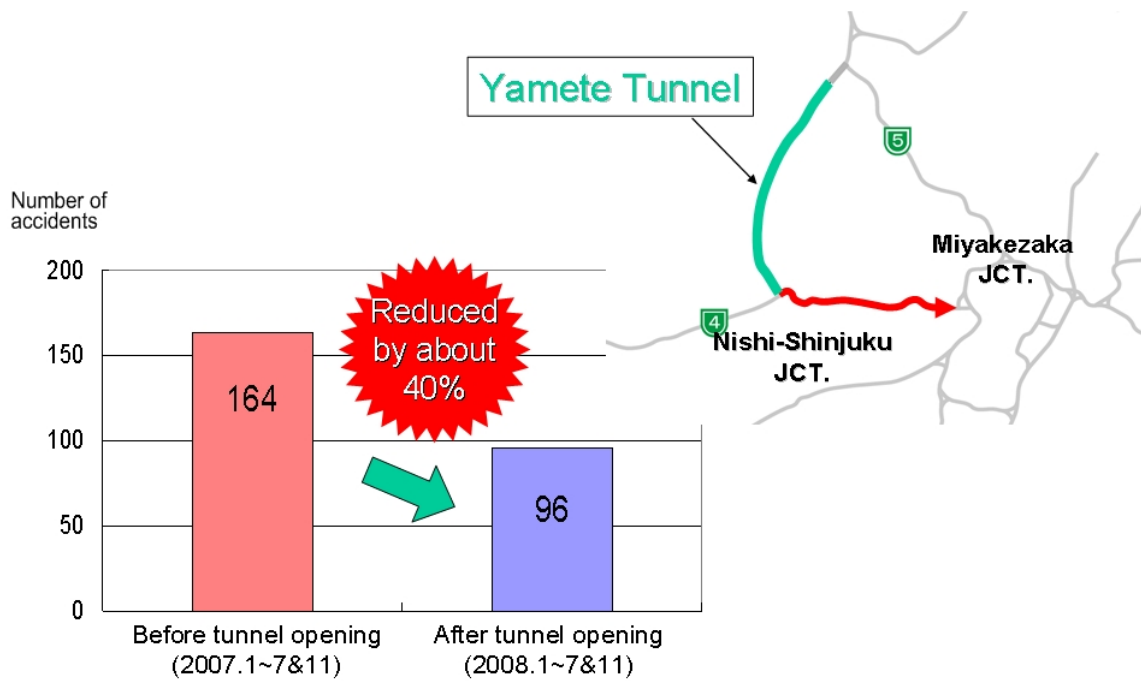 Yamete Tunnel
5
Miyakezaka
JCT.
4
Nishi-Shinjuku
JCT.
Number of
accidents
200
150
100
50
0
Reduced
by about
40%
164
96
Before tunnel opening
(2007.1~7&11)
After tunnel opening
(2008.1~7&11)